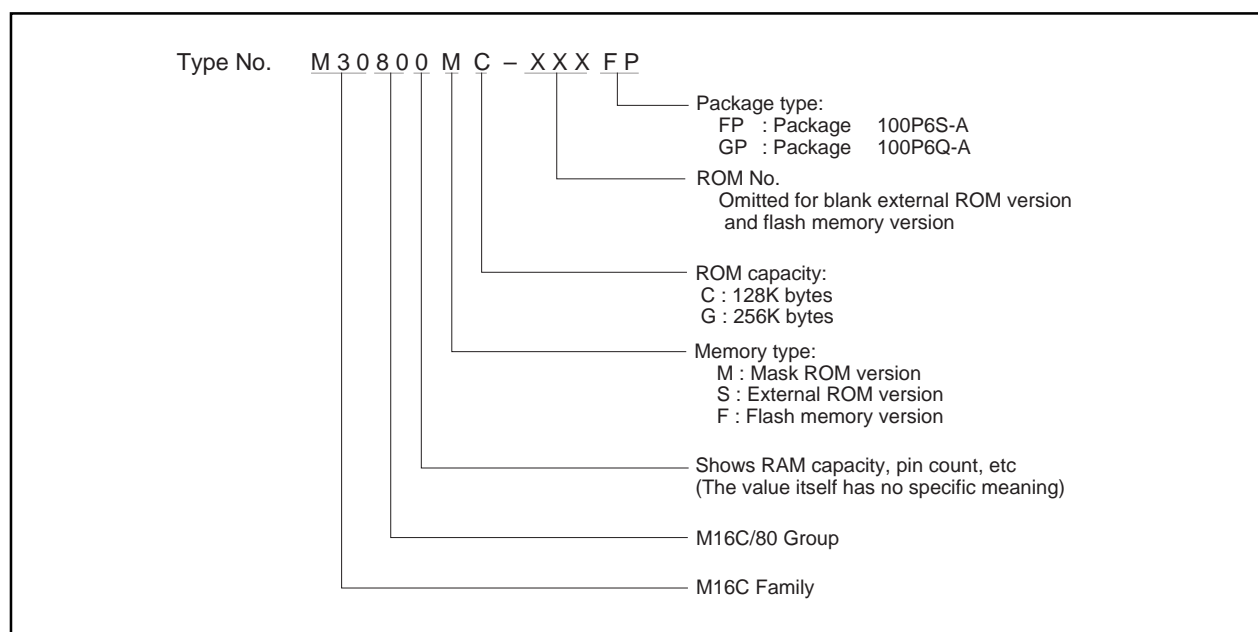 Type No. M 3 0 8 0 0 M C – X X X F P
Package type:
FP : Package 100P6S-A
GP : Package 100P6Q-A
ROM No.
Omitted for blank external ROM version
and flash memory version
ROM capacity:
C : 128K bytes
G : 256K bytes
Memory type:
M : Mask ROM version
S : External ROM version
F : Flash memory version
Shows RAM capacity, pin count, etc
(The value itself has no specific meaning)
M16C/80 Group
M16C Family